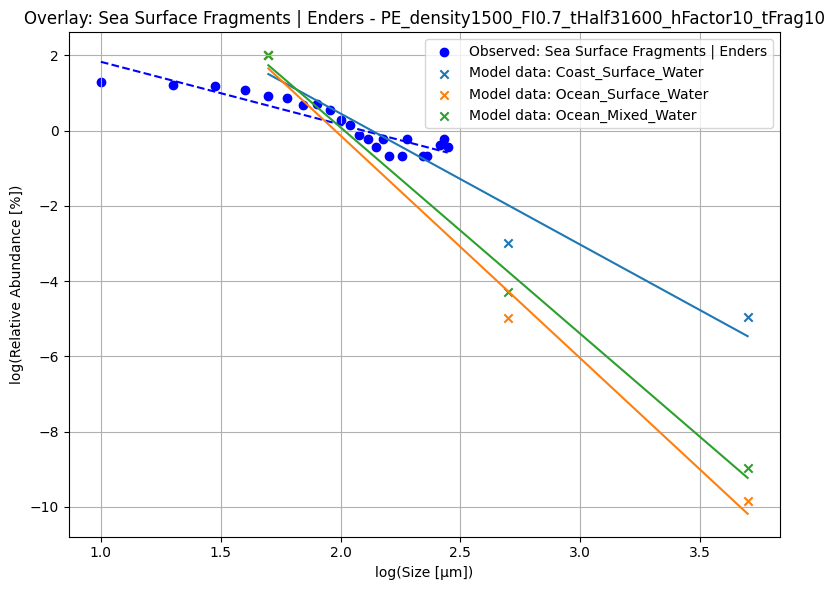 Overlay: Sea Surface Fragments | Enders - PE_density1500_FI0.7_tHalf31600_hFactor10_tFrag10
Observed: Sea Surface Fragments | Enders
Model data: Coast_Surface_Water
Model data: Ocean_Surface_Water
Model data: Ocean_Mixed_Water
log(Relative Abundance [%])
2
0
−2
−4
−6
−8
−10
1.0 1.5 2.0 2.5 3.0 3.5
log(Size [µm])